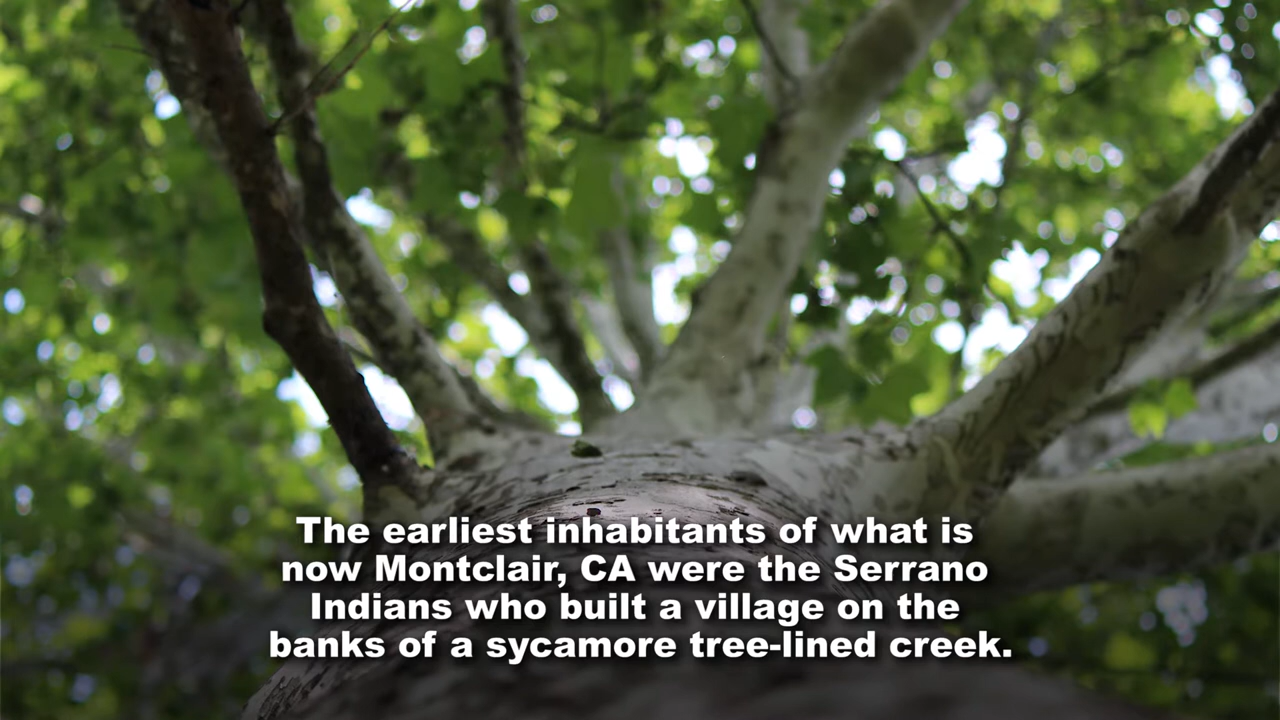 The earliest inhabitants of what is
now Montclair, CA were the Serrano
Indians who built a village on the
banks of a sycamore tree-lined creek.